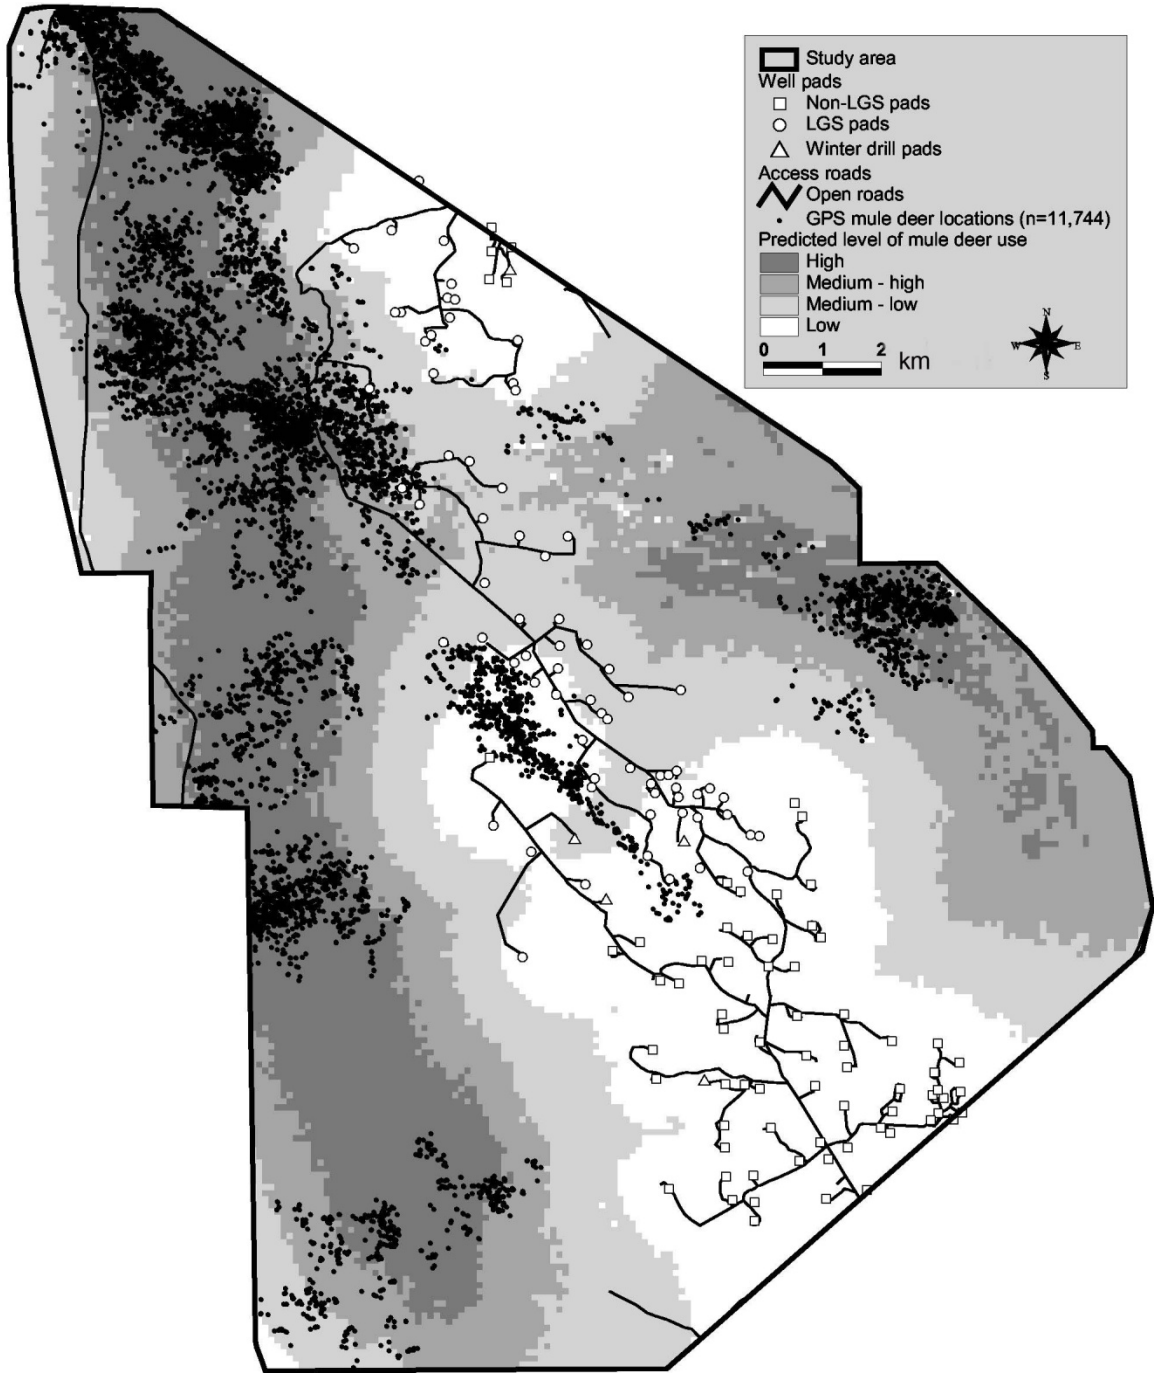 Study area
Well pads
Non-LGS pads
LGS pads
Winter drill pads
Access roads
Open roads
GPS mule deer locations (n=11,744)
Predicted level of mule deer use
High
Medium - high
Medium - low
Low
0 1 2 km
N
W E
S